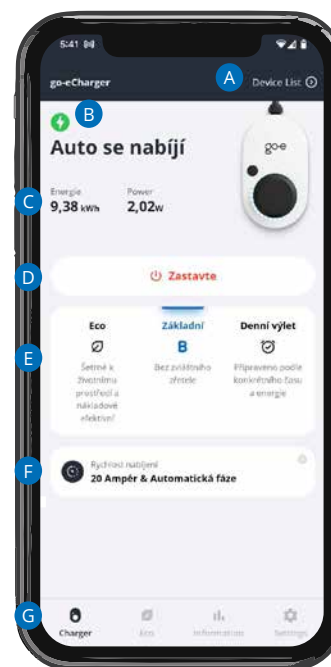 5:41
go-eCharger
A
Device List
B
Auto se nabíjí
go-e
C
Energie
Power
9,38 kWh
2,02w
D
Zastavte
E
Eco
Základní
Denní výlet
B
Šetrné k
životnímu
prostředí a
nákladově
efektivní
Bez zvláštního
zřetele
Připraveno podle
konkrétního času
a energie
F
Rychlost nabíjení
20 Ampér & Automatická fáze
G
Charger
Eco
Information
Settings